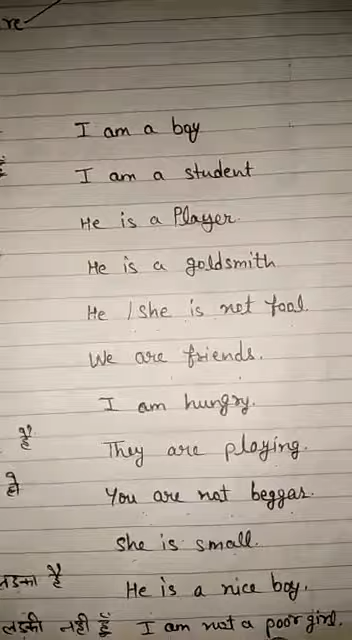 re
I am a boy
I am a student
He is a Player.
He is a goldsmith
He / she is not fool.
We are friends.
I am hungry.
हैं They are playing.
हो You are not beggar.
She is small.
लड़का है He is a nice boy.
लड़की नहीं हूँ I am not a poor girl.